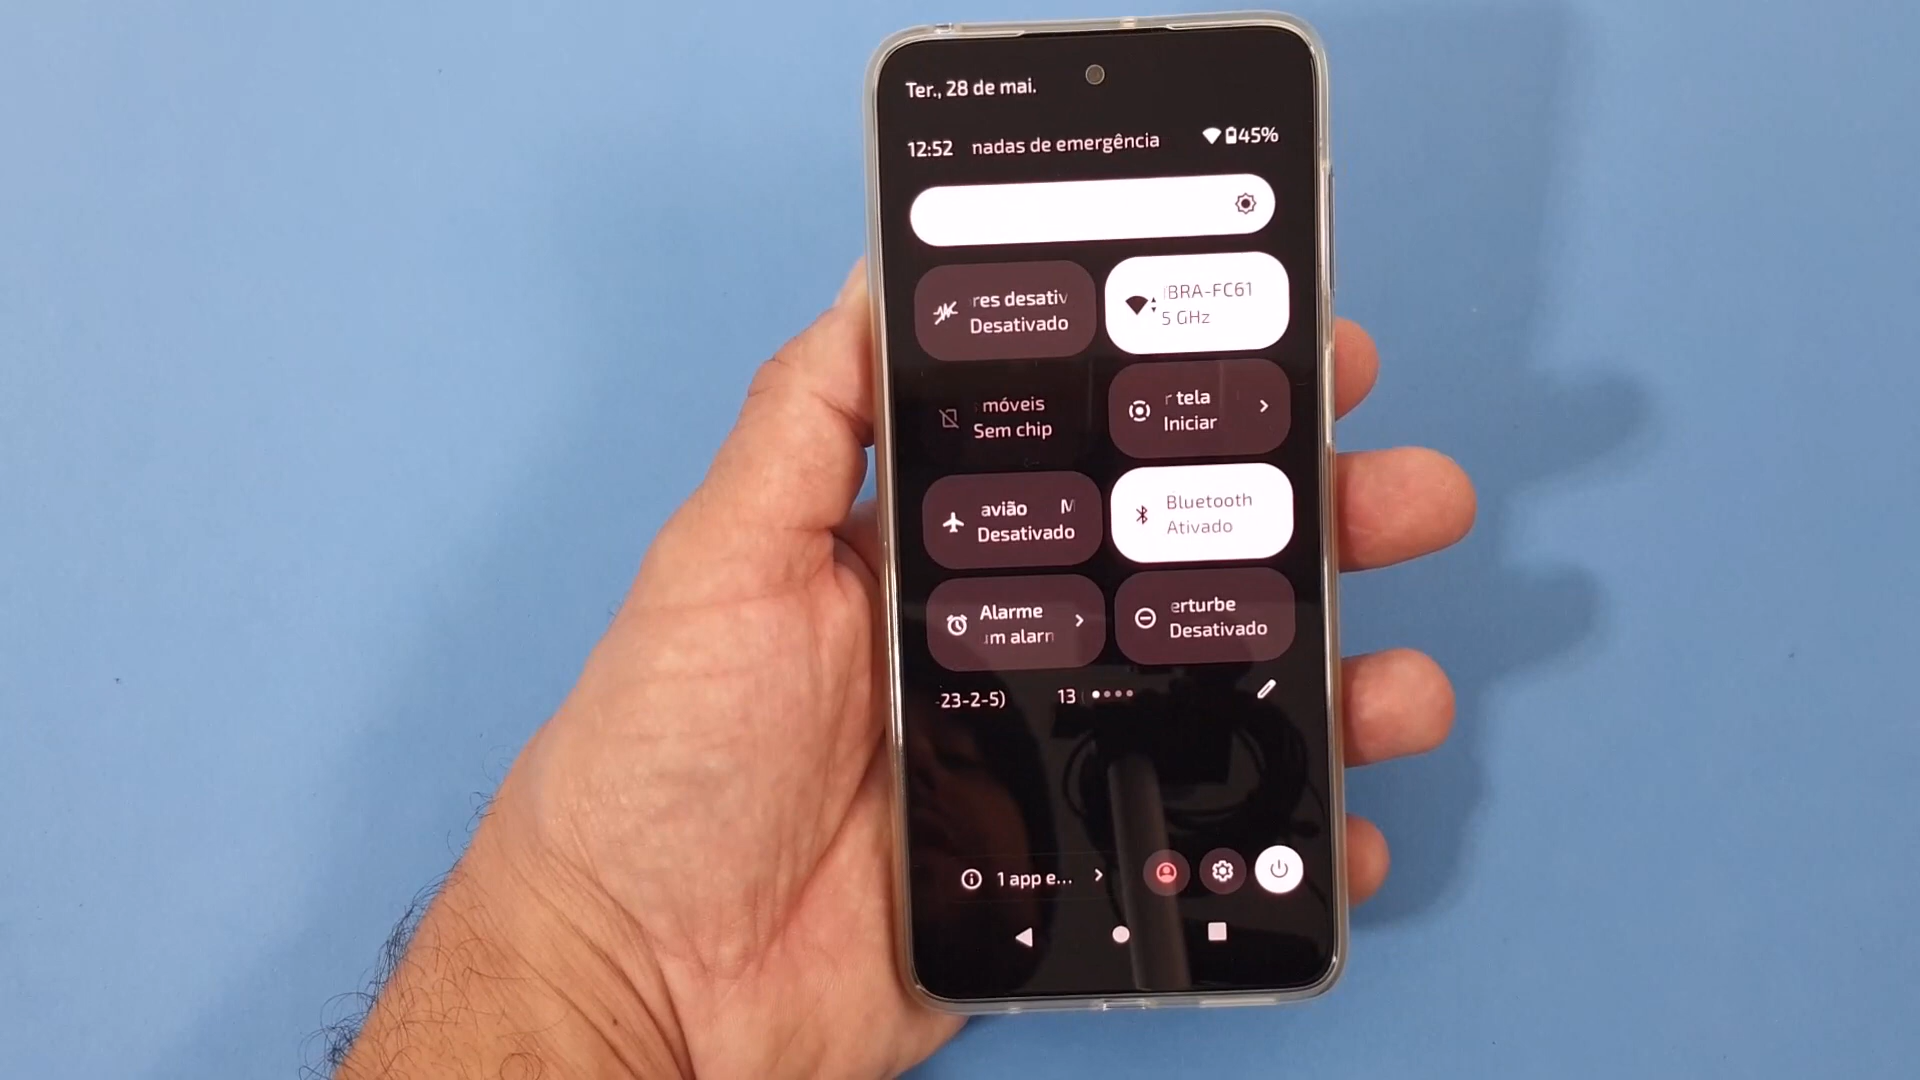 Ter., 28 de mai.
12:52 nadas de emergência 45%
res desativ
Desativado
BRA-FC61
5 GHz
móveis
Sem chip
r tela
Iniciar
avião M
Desativado
Bluetooth
Ativado
Alarme
m alarn
erturbe
Desativado
23-2-5) 13
1 app e...